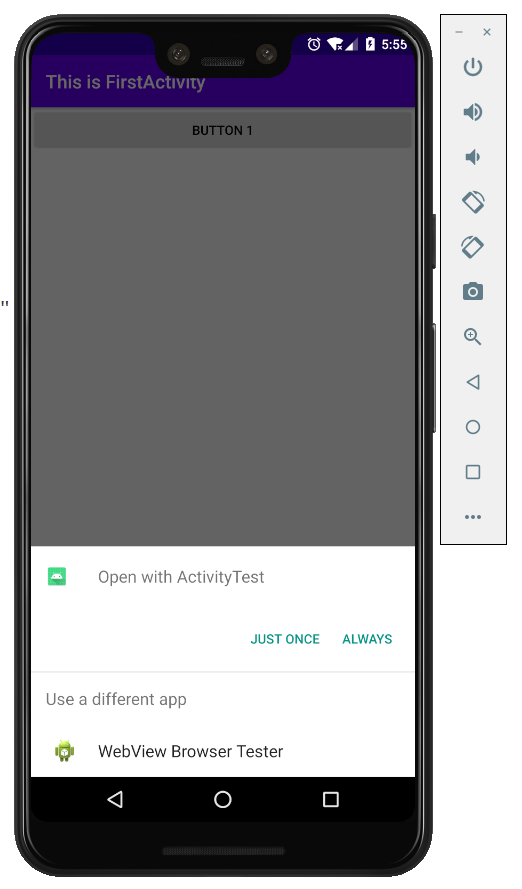 5:55
This is FirstActivity
BUTTON 1
"
Open with ActivityTest
JUST ONCE ALWAYS
Use a different app
WebView Browser Tester